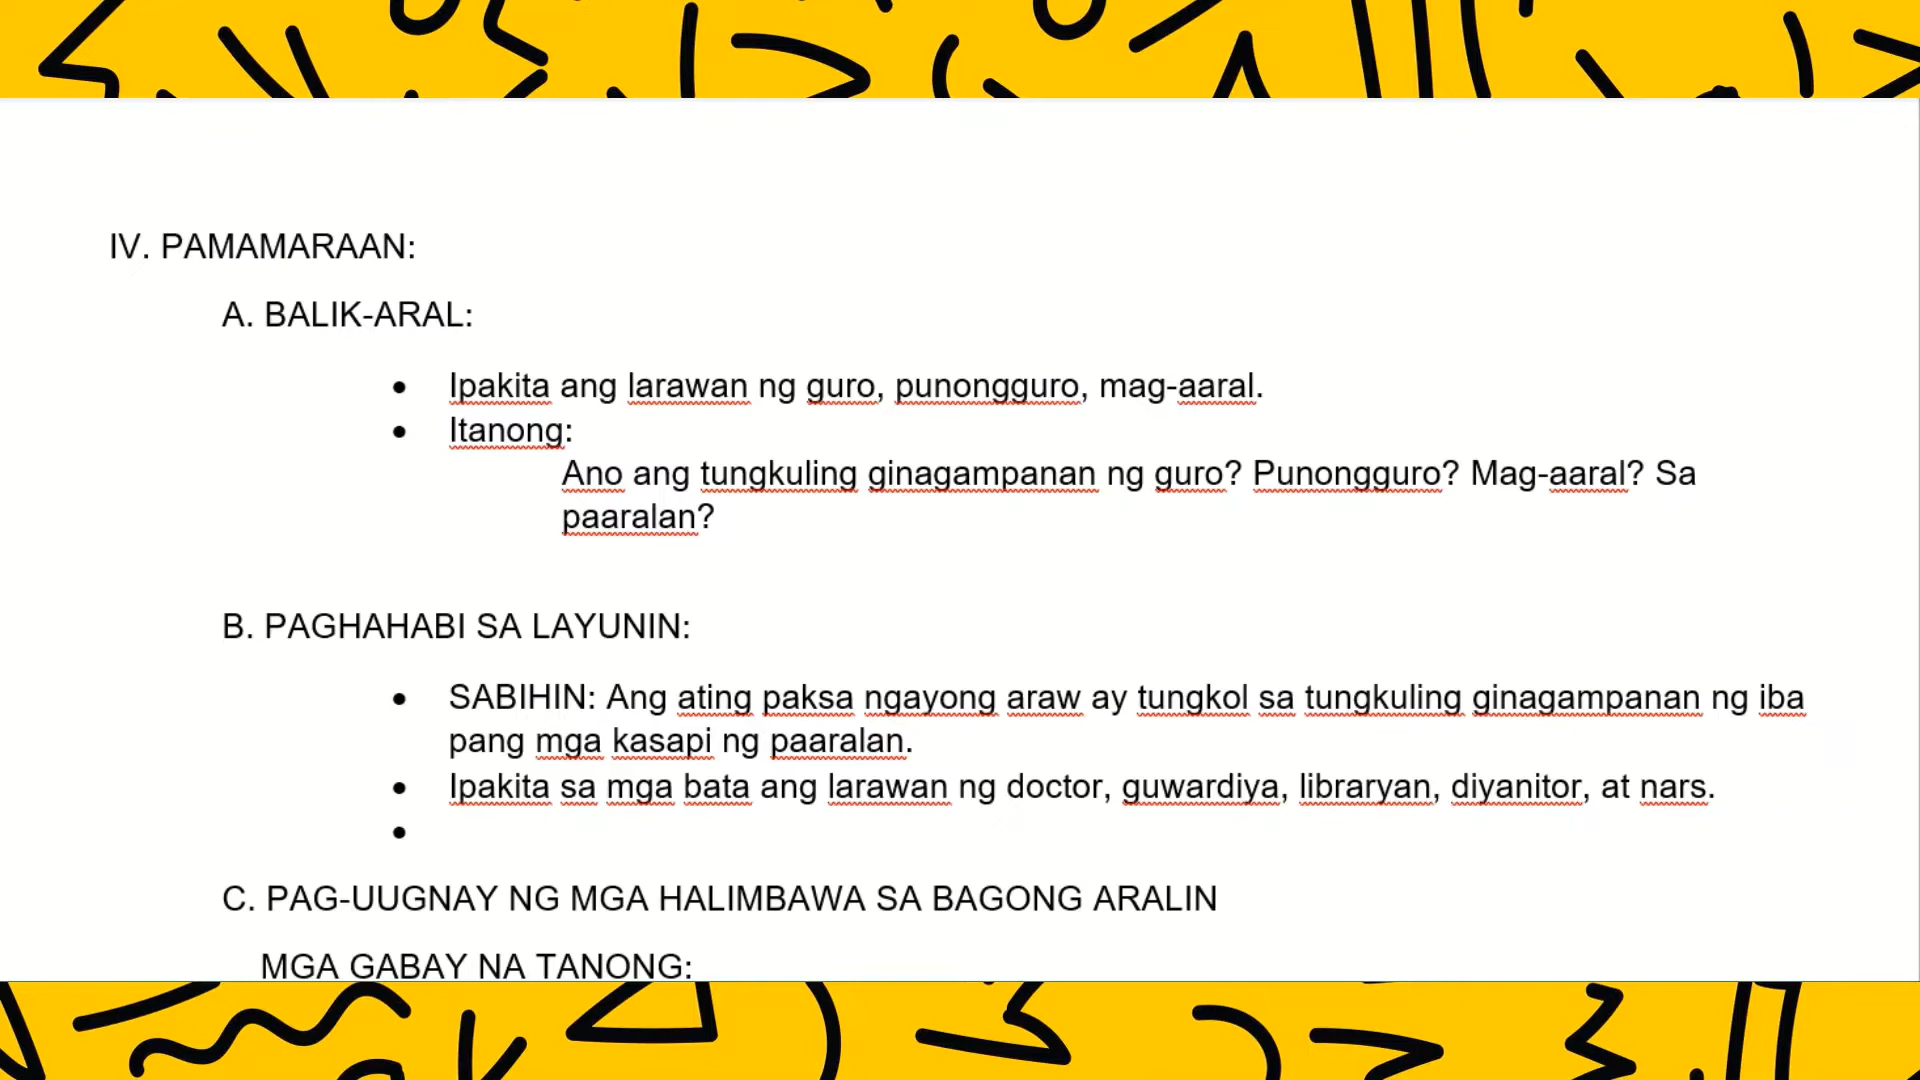 IV. PAMAMARAAN:
A. BALIK-ARAL:
• Ipakita ang larawan ng guro, punongguro, mag-aaral.
• Itanong:
Ano ang tungkuling ginagampanan ng guro? Punongguro? Mag-aaral? Sa
paaralan?
B. PAGHAHABI SA LAYUNIN:
• SABIHIN: Ang ating paksa ngayong araw ay tungkol sa tungkuling ginagampanan ng iba
pang mga kasapi ng paaralan.
• Ipakita sa mga bata ang larawan ng doctor, guwardiya, libraryan, diyanitor, at nars.
•
C. PAG-UUGNAY NG MGA HALIMBAWA SA BAGONG ARALIN
MGA GABAY NA TANONG: